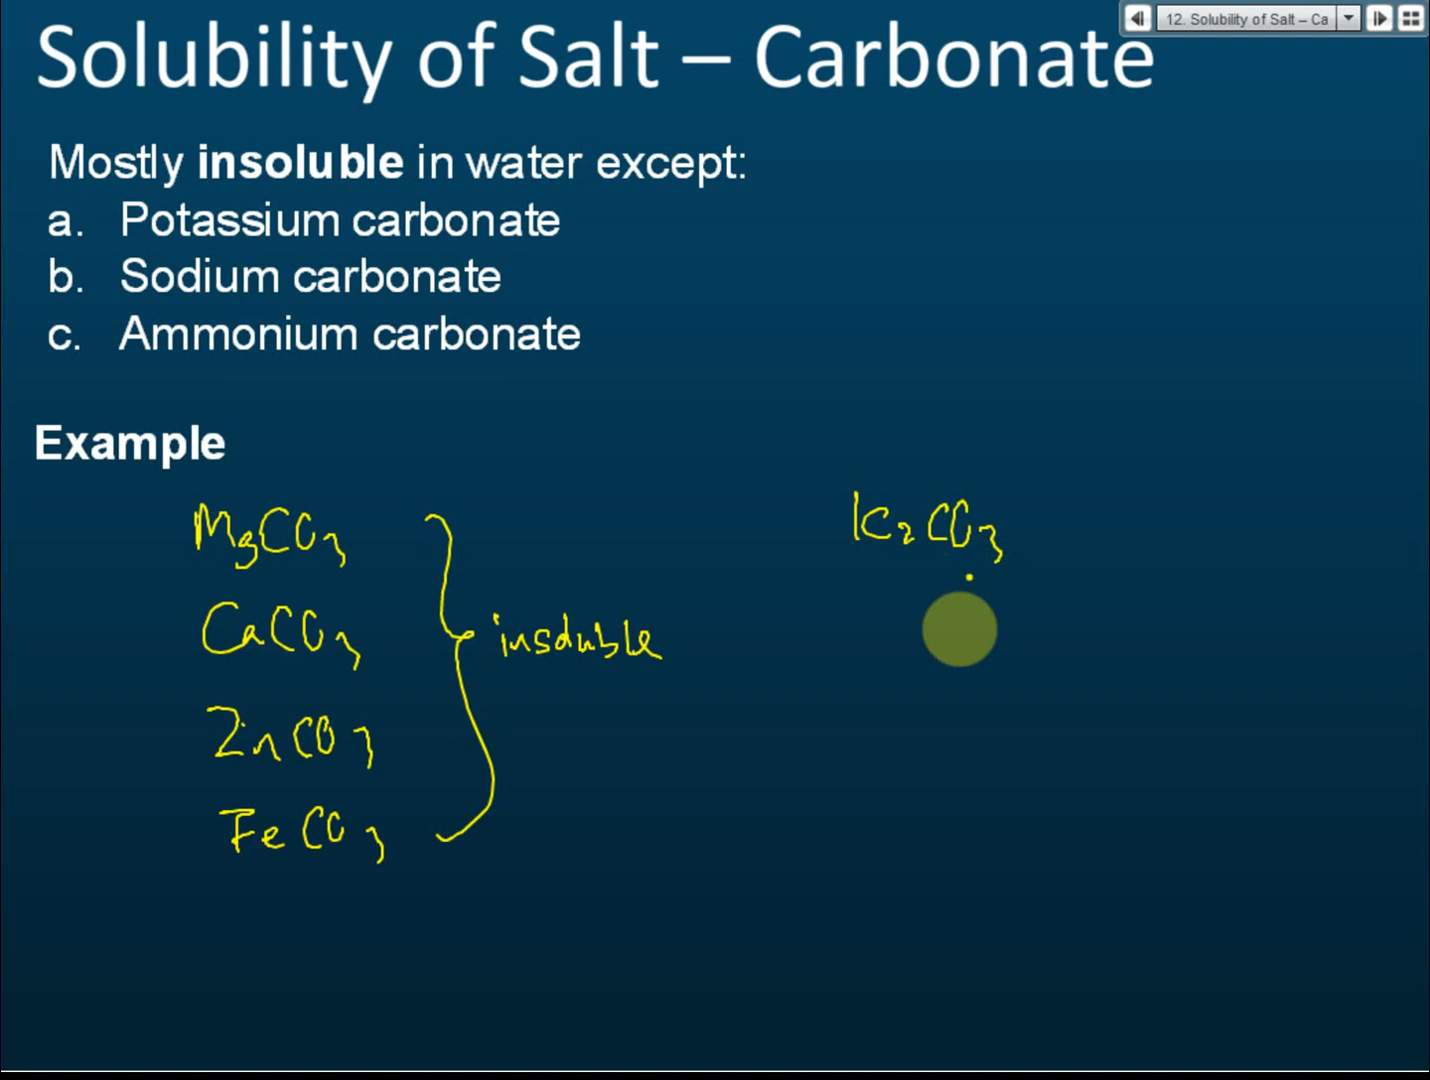 12. Solubility of Salt – Ca
Solubility of Salt – Carbonate
Mostly insoluble in water except:
a. Potassium carbonate
b. Sodium carbonate
c. Ammonium carbonate
Example
MgCO3
CaCO3
ZnCO3
FeCO3
insoluble
K2CO3